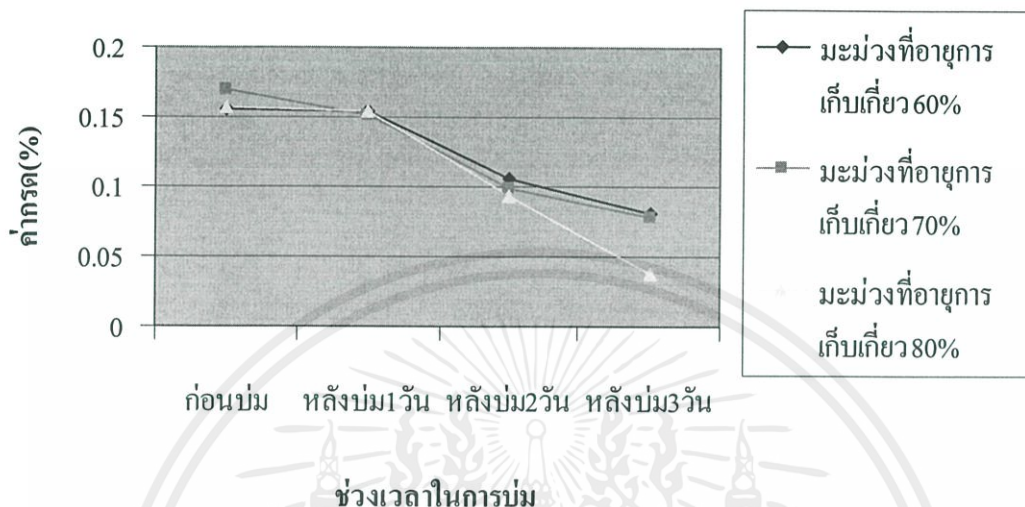 0.2
0.15
0.1
0.05
0
ค่ากรด(%)
ก่อนบ่ม หลังบ่ม1วัน หลังบ่ม2วัน หลังบ่ม3วัน
ช่วงเวลาในการบ่ม
มะม่วงที่อายุการ
เก็บเกี่ยว 60%
มะม่วงที่อายุการ
เก็บเกี่ยว 70%
มะม่วงที่อายุการ
เก็บเกี่ยว 80%